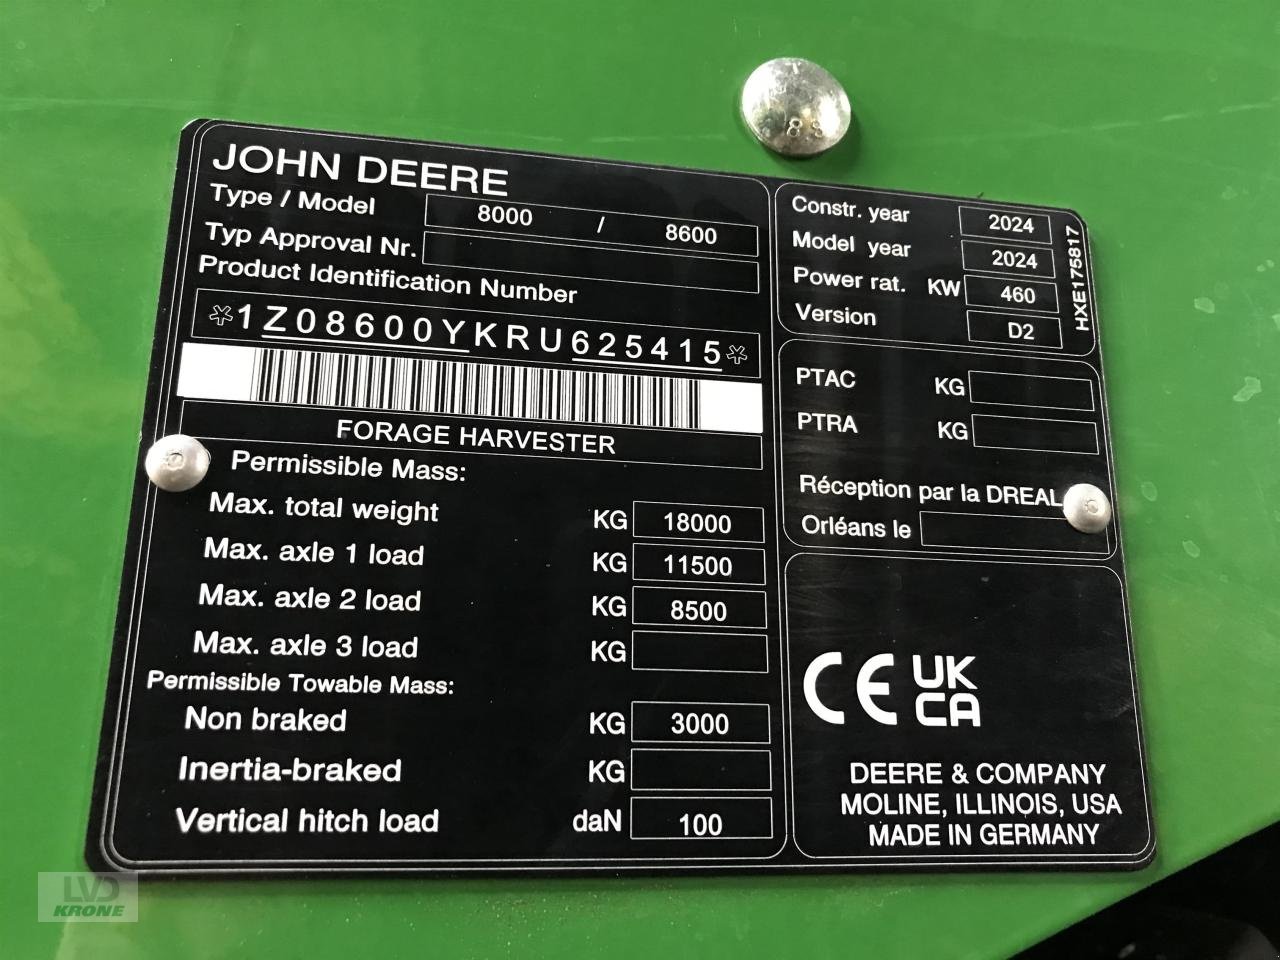 JOHN DEERE
Type / Model 8000 / 8600
Typ Approval Nr.
Product Identification Number
*1Z08600YKRU625415*
FORAGE HARVESTER
Permissible Mass:
Max. total weight KG 18000
Max. axle 1 load KG 11500
Max. axle 2 load KG 8500
Max. axle 3 load KG
Permissible Towable Mass:
Non braked KG 3000
Inertia-braked KG
Vertical hitch load daN 100
Constr. year 2024
Model year 2024
Power rat. KW 460
Version D2
HXE175817
PTAC KG
PTRA KG
Réception par la DREAL
Orléans le
CE UK
CA
DEERE & COMPANY
MOLINE, ILLINOIS, USA
MADE IN GERMANY
8.8
LVD
KRONE